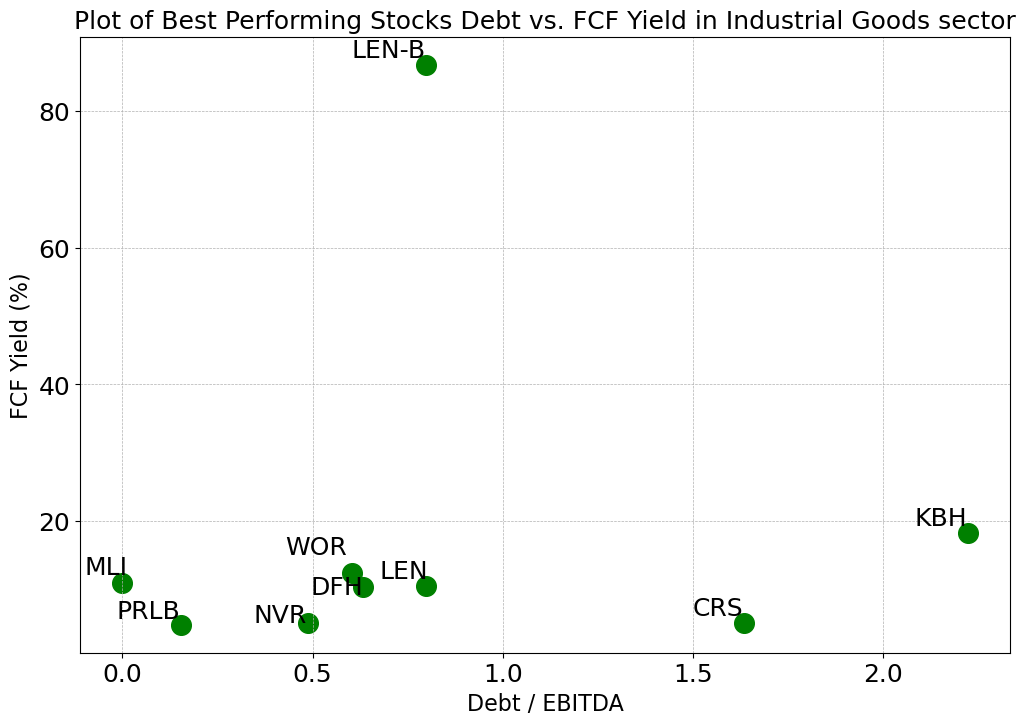 Plot of Best Performing Stocks Debt vs. FCF Yield in Industrial Goods sector
LEN-B
80
60
FCF Yield (%)
40
20
KBH
WOR
MLI
LEN
DFH
PRLB
CRS
NVR
0.0
0.5
1.0
1.5
2.0
Debt / EBITDA